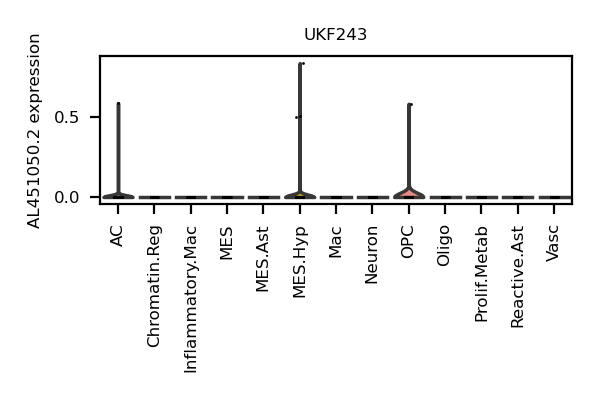 UKF243
AL451050.2 expression
0.5
0.0
AC
Chromatin.Reg
Inflammatory.Mac
MES
MES.Ast
MES.Hyp
Mac
Neuron
OPC
Oligo
Prolif.Metab
Reactive.Ast
Vasc